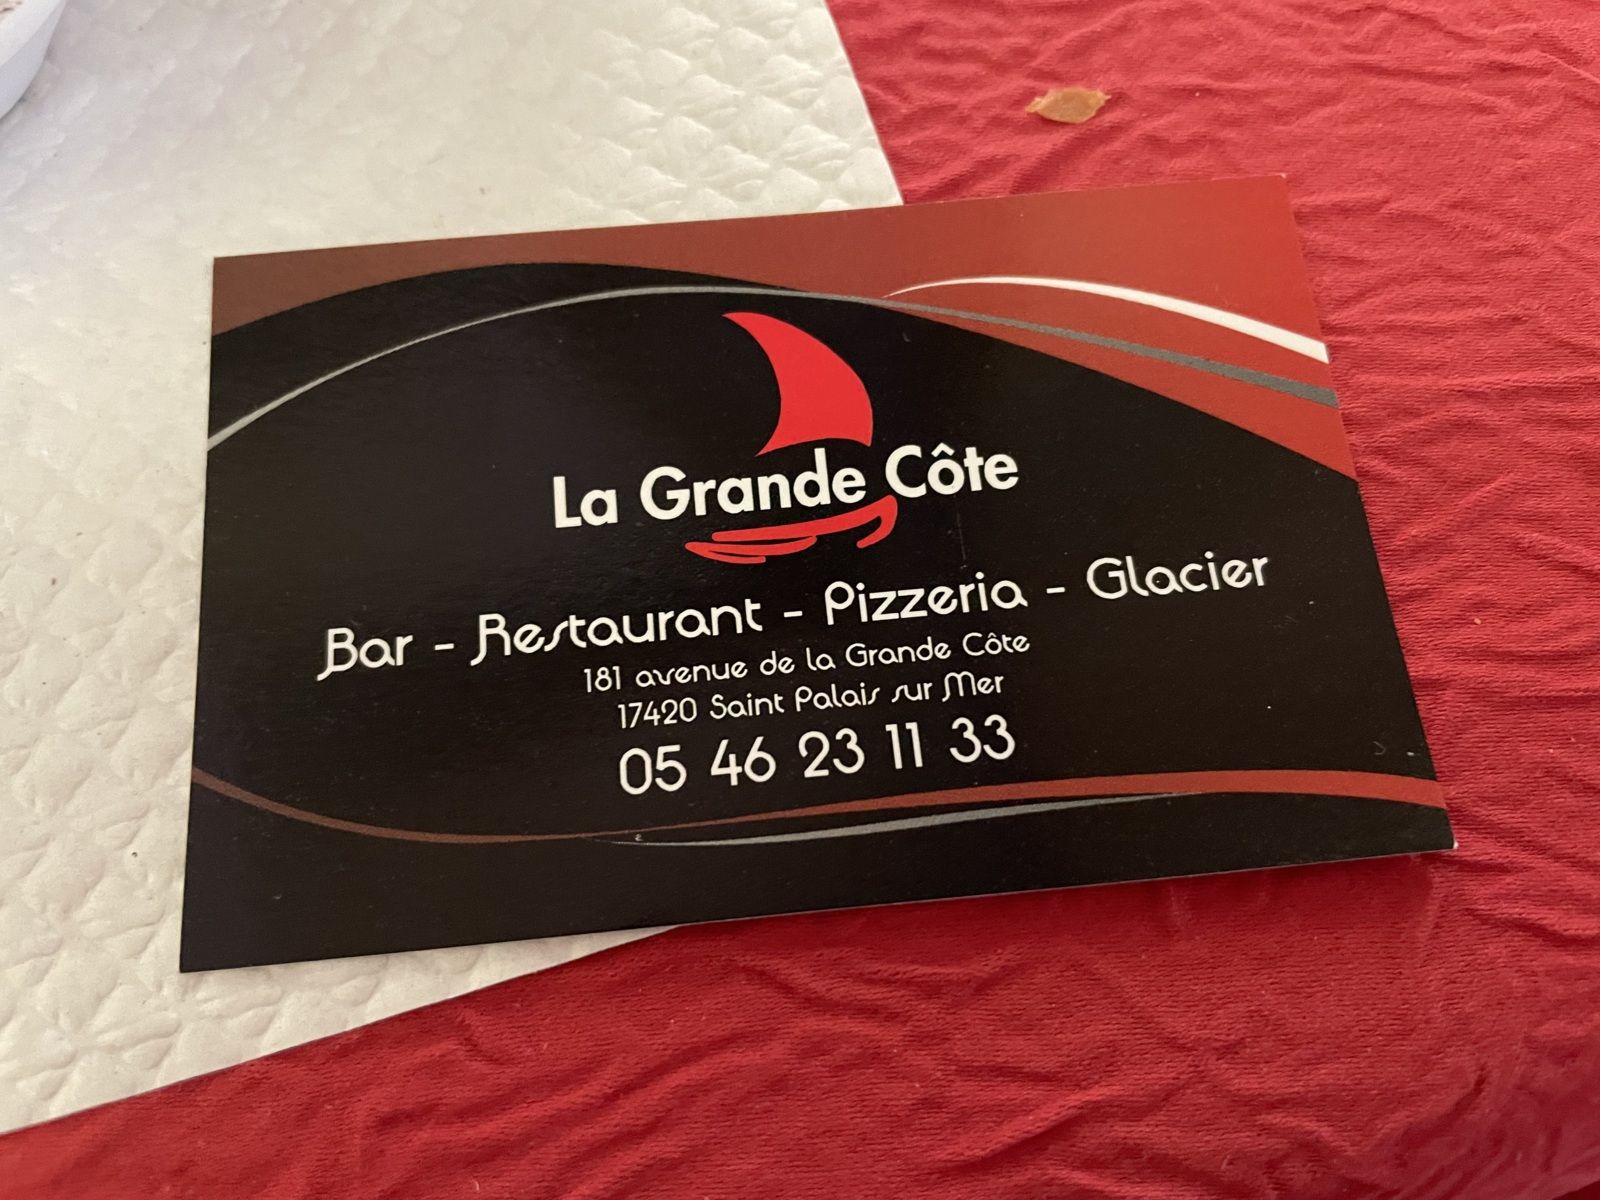 La Grande Côte
Bar - Restaurant - Pizzeria - Glacier
181 avenue de la Grande Côte
17420 Saint Palais sur Mer
05 46 23 11 33